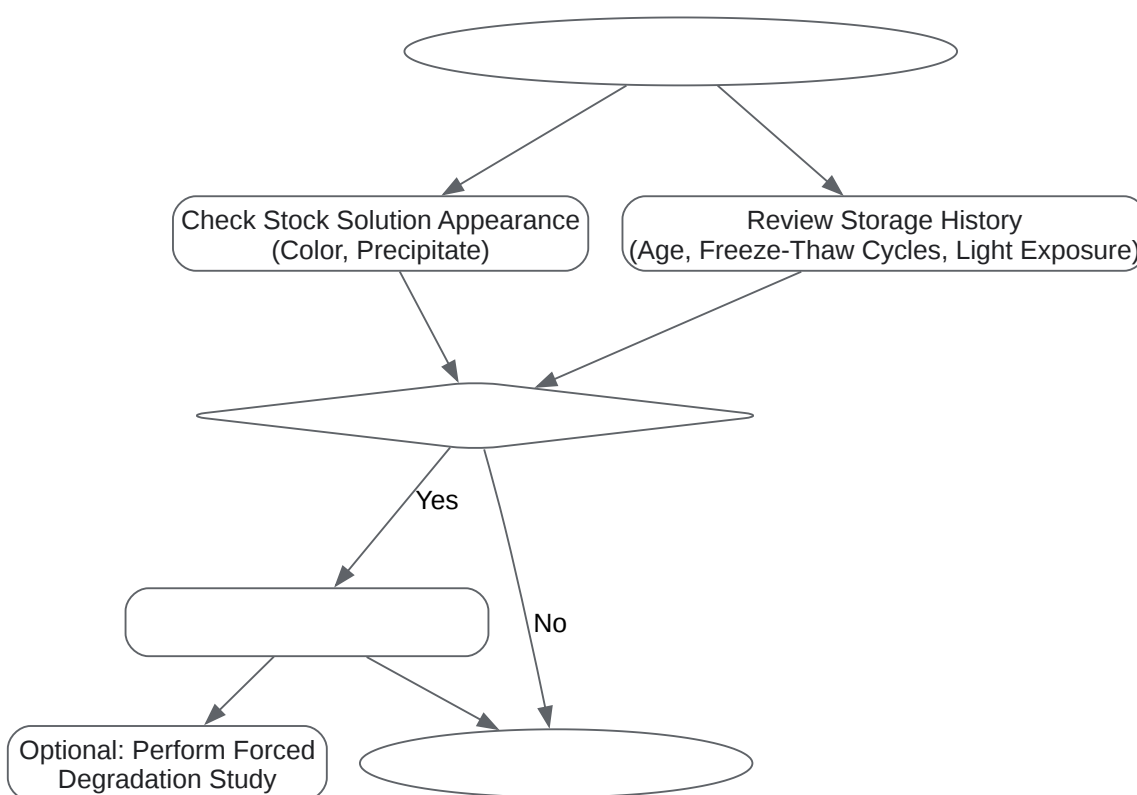 Check Stock Solution Appearance
(Color, Precipitate)
Review Storage History
(Age, Freeze-Thaw Cycles, Light Exposure)
Yes
No
Optional: Perform Forced
Degradation Study